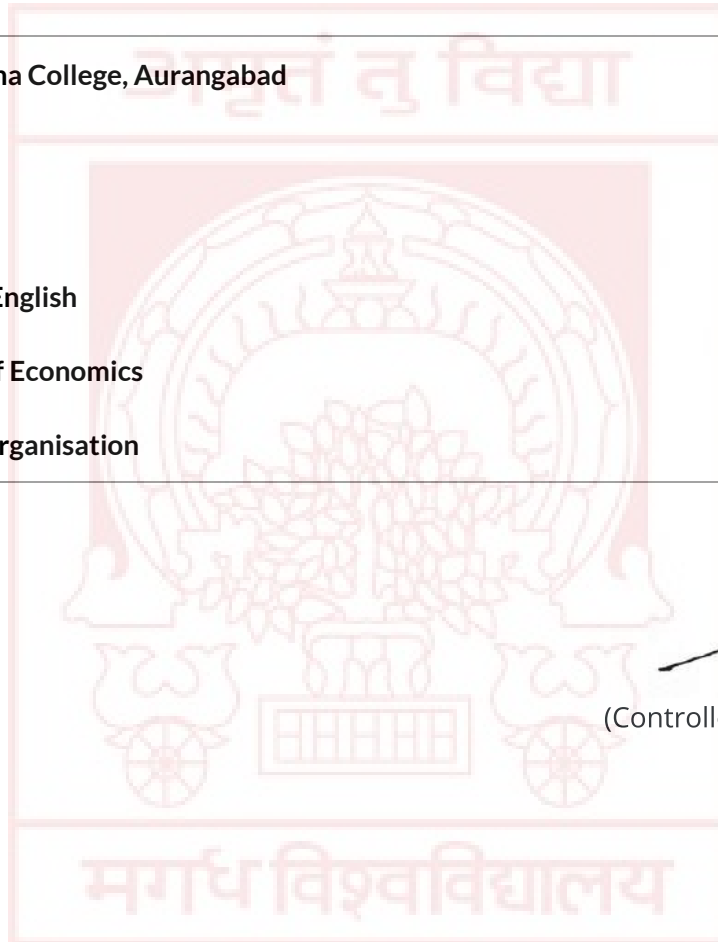 अमृतं तु विद्या
na College, Aurangabad
English
f Economics
rganisation
(Controll
मगध विश्वविद्यालय